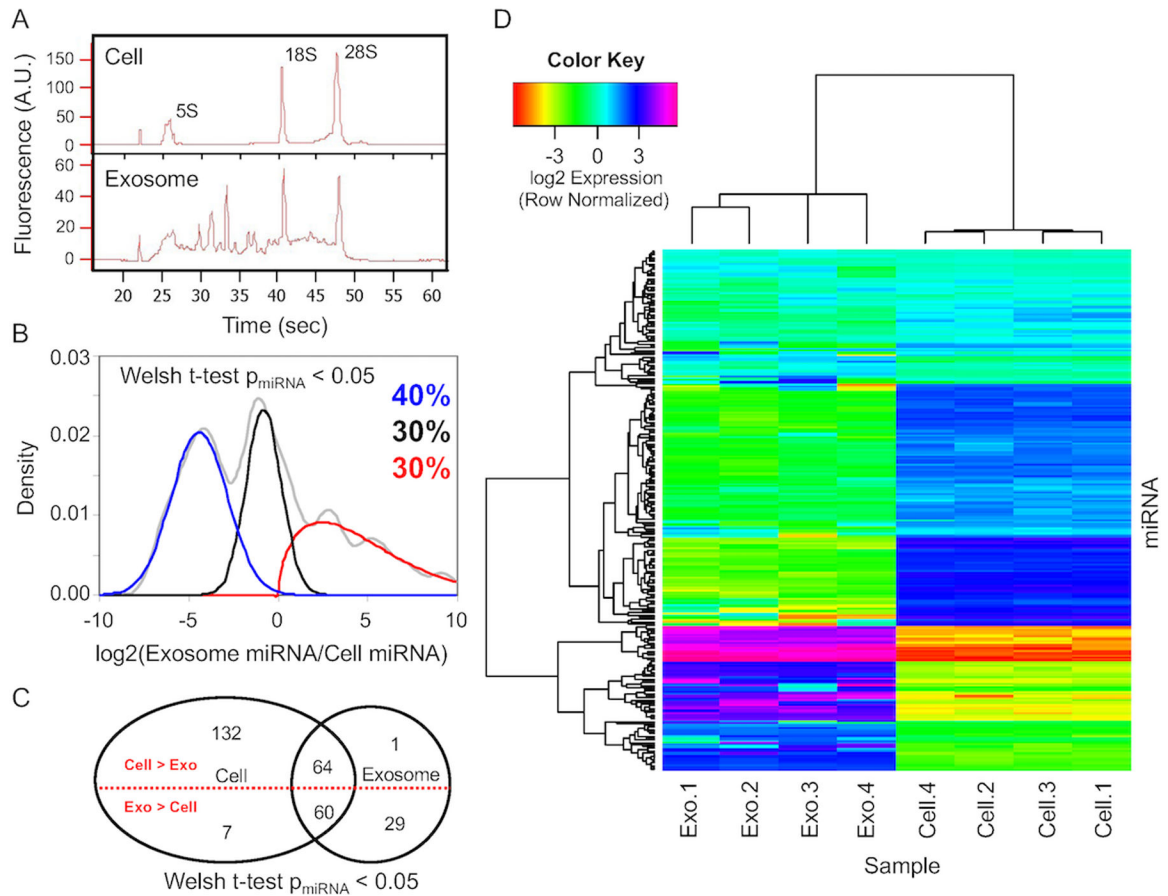 A
Cell
18S
28S
5S
150
100
50
0
Exosome
60
40
20
0
Fluorescence (A.U.)
20 25 30 35 40 45 50 55 60
Time (sec)
B
Welsh t-test pmiRNA < 0.05
40%
30%
30%
0.03
0.02
0.01
0.00
Density
-10 -5 0 5 10
log2(Exosome miRNA/Cell miRNA)
C
132
1
Cell > Exo
64
Cell
Exosome
Exo > Cell
60
7
29
Welsh t-test pmiRNA < 0.05
D
Color Key
-3 0 3
log2 Expression
(Row Normalized)
miRNA
Exo.1 Exo.2 Exo.3 Exo.4 Cell.4 Cell.2 Cell.3 Cell.1
Sample